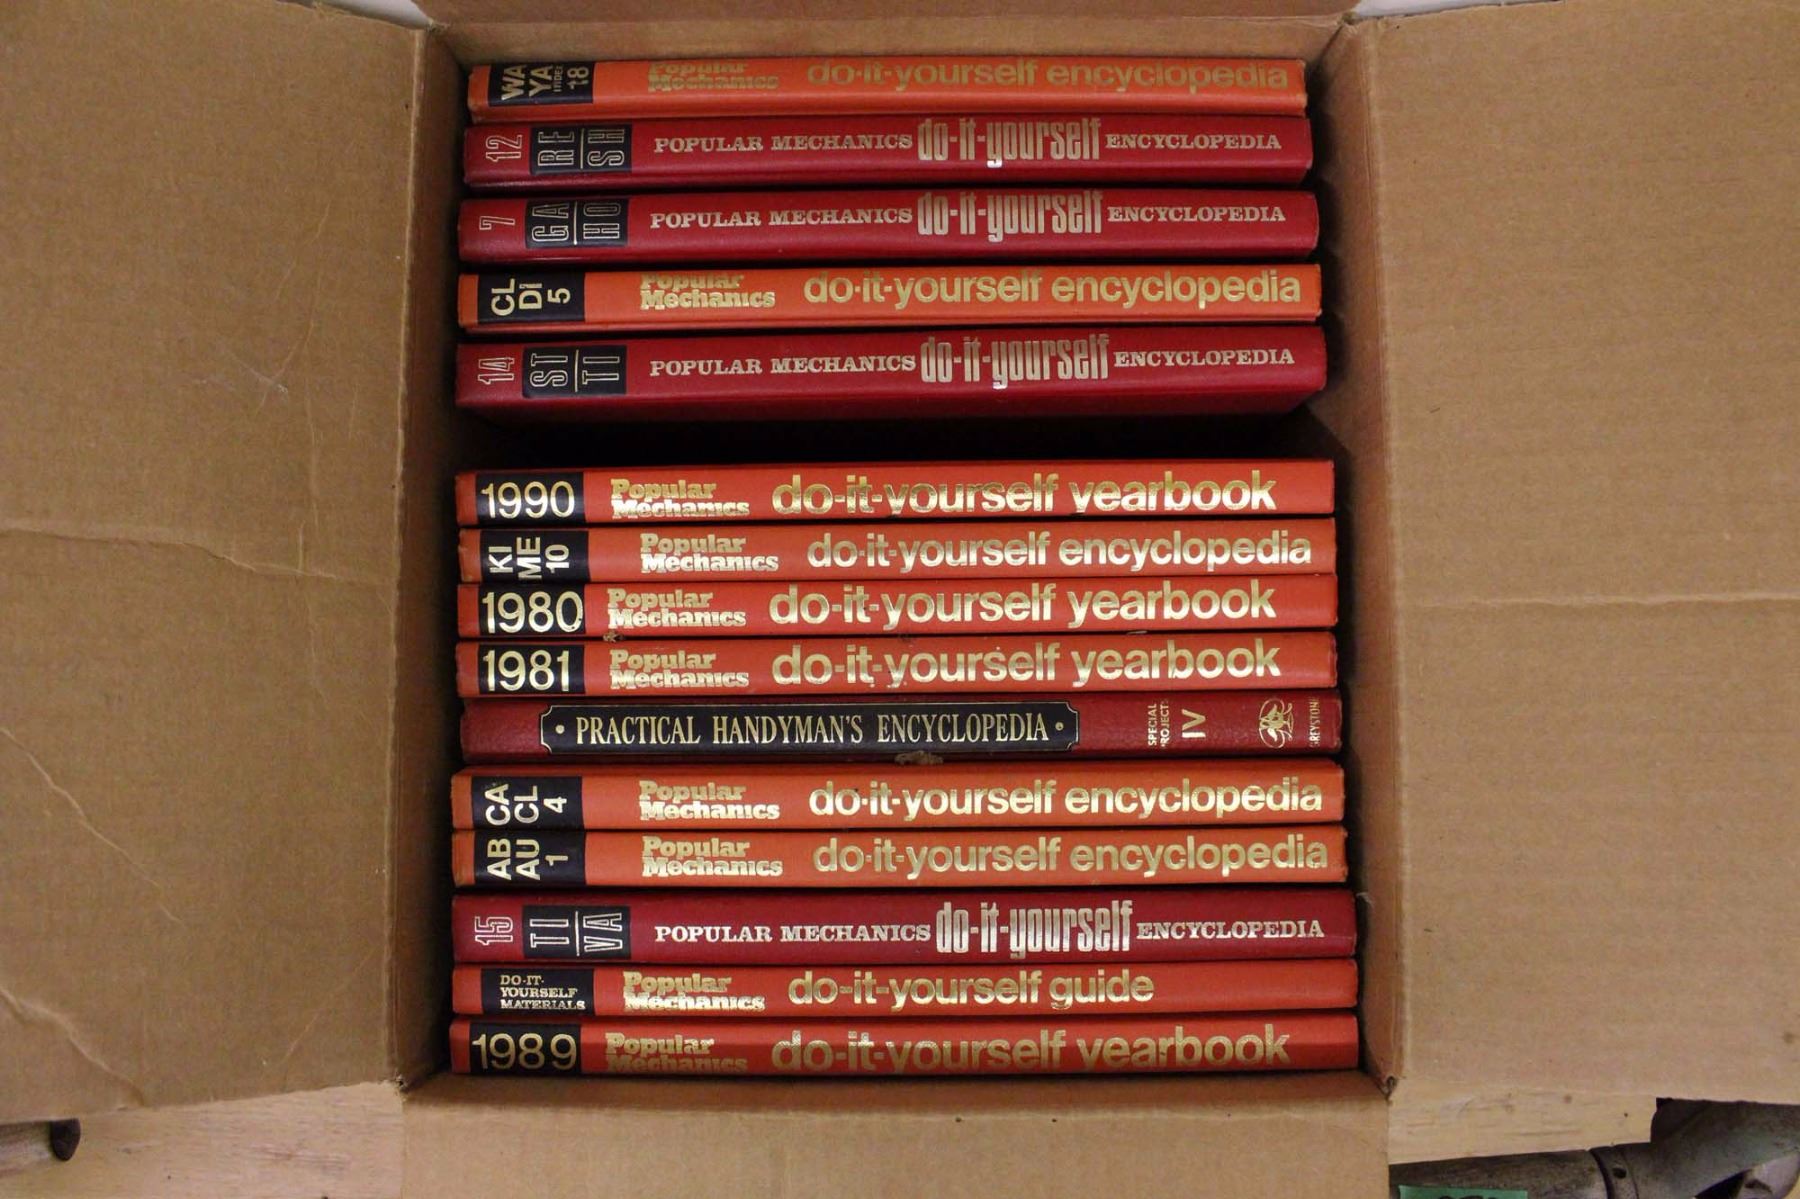 WA
YA
INDEX
18
Popular
Mechanics
do-it-yourself encyclopedia
12
RE
SH
POPULAR MECHANICS do-it-yourself ENCYCLOPEDIA
7
GA
HO
POPULAR MECHANICS do-it-yourself ENCYCLOPEDIA
CL
DI
5
Popular
Mechanics
do-it-yourself encyclopedia
14
ST
TI
POPULAR MECHANICS do-it-yourself ENCYCLOPEDIA
1990
Popular
Mechanics
do-it-yourself yearbook
KI
ME
10
Popular
Mechanics
do-it-yourself encyclopedia
1980
Popular
Mechanics
do-it-yourself yearbook
1981
Popular
Mechanics
do-it-yourself yearbook
• PRACTICAL HANDYMAN'S ENCYCLOPEDIA •
SPECIAL
PROJECT
IV
GREYSTONE
CA
CL
4
Popular
Mechanics
do-it-yourself encyclopedia
AB
AU
1
Popular
Mechanics
do-it-yourself encyclopedia
15
TI
VA
POPULAR MECHANICS do-it-yourself ENCYCLOPEDIA
DO-IT-
YOURSELF
MATERIALS
Popular
Mechanics
do-it-yourself guide
1989
Popular
Mechanics
do-it-yourself yearbook